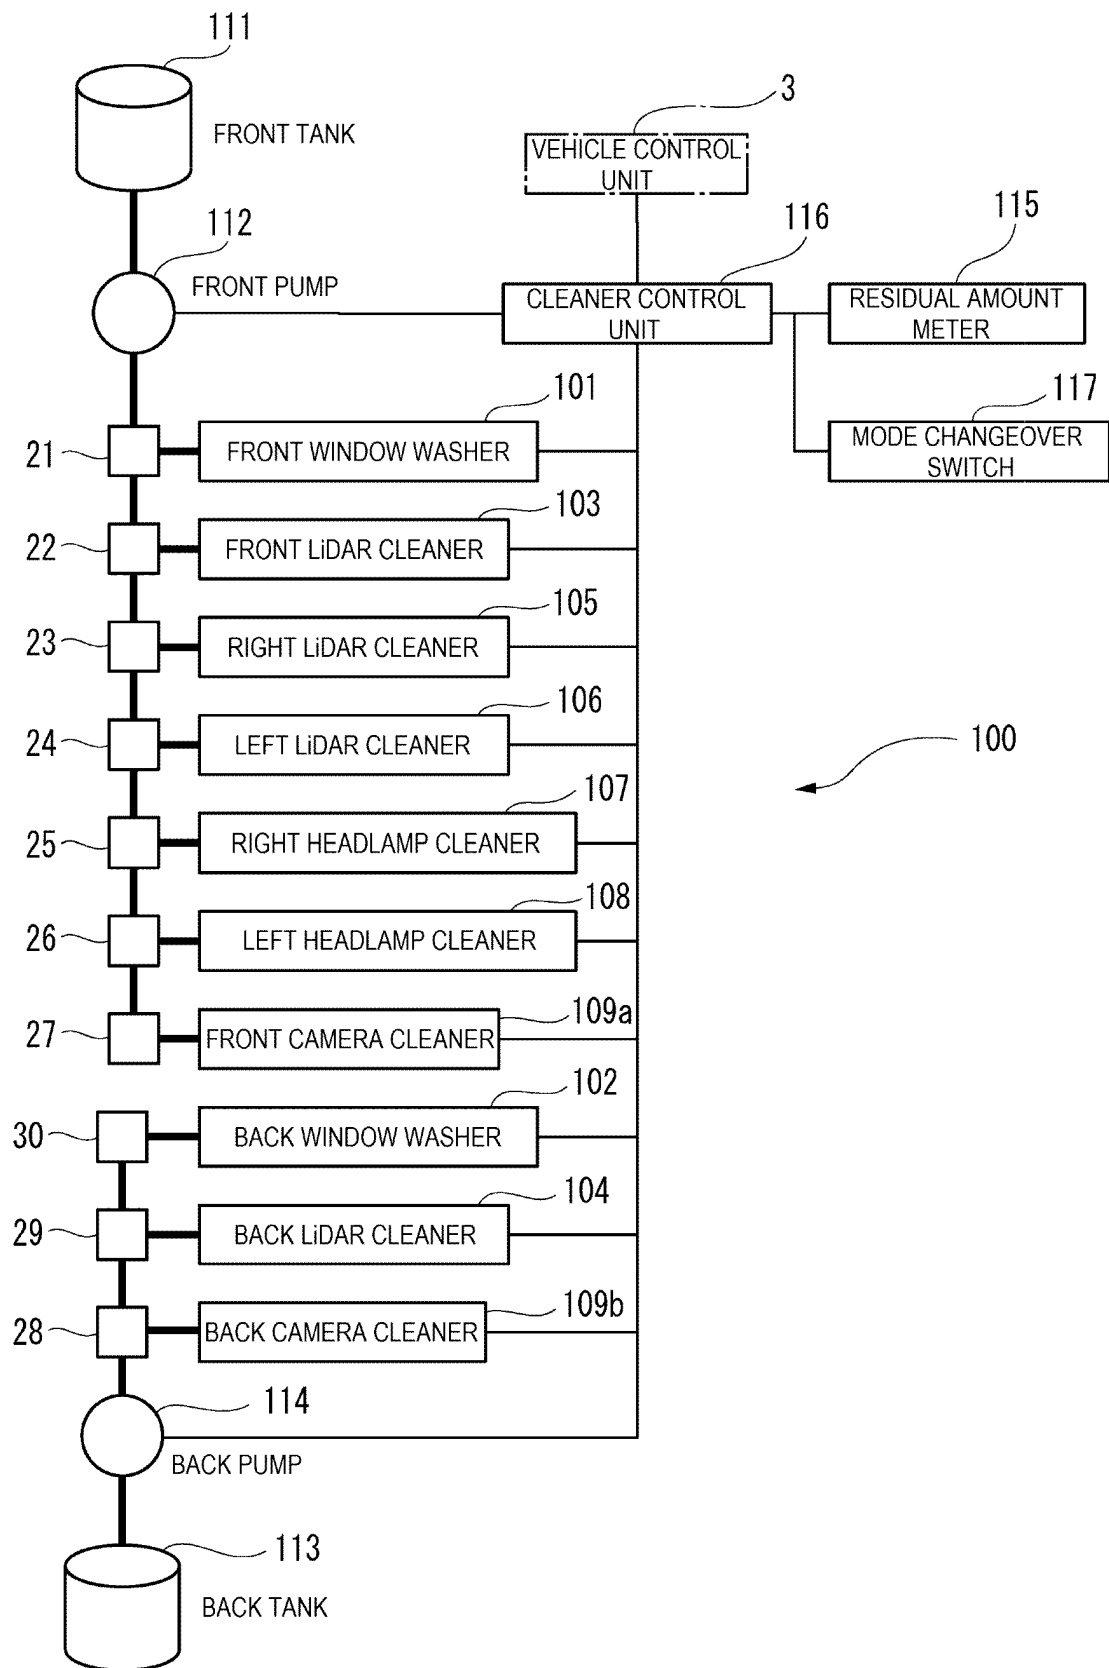 111
FRONT TANK
3
VEHICLE CONTROL
UNIT
112
FRONT PUMP
116
CLEANER CONTROL
UNIT
115
RESIDUAL AMOUNT
METER
117
MODE CHANGEOVER
SWITCH
101
21
FRONT WINDOW WASHER
103
22
FRONT LiDAR CLEANER
105
23
RIGHT LiDAR CLEANER
106
24
LEFT LiDAR CLEANER
100
107
25
RIGHT HEADLAMP CLEANER
108
26
LEFT HEADLAMP CLEANER
109a
27
FRONT CAMERA CLEANER
102
30
BACK WINDOW WASHER
104
29
BACK LiDAR CLEANER
109b
28
BACK CAMERA CLEANER
114
BACK PUMP
113
BACK TANK